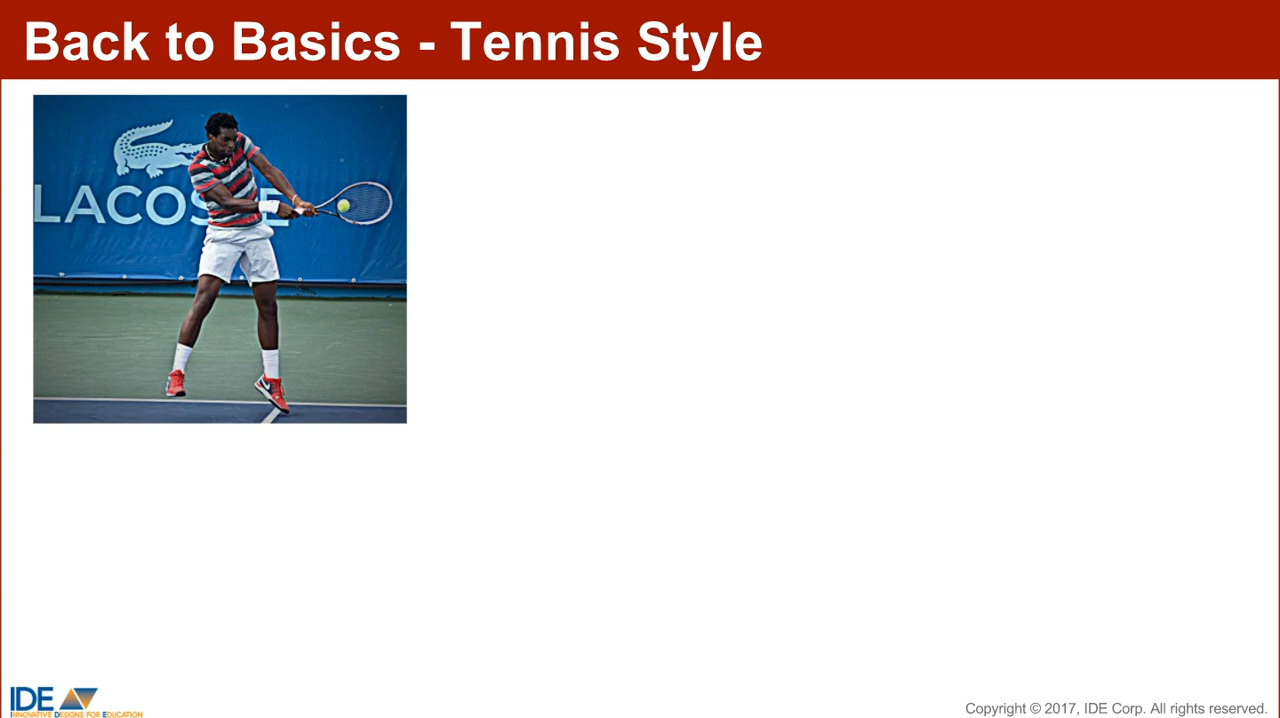 Back to Basics - Tennis Style
LACOSTE
IDE
INNOVATIVE DESIGNS FOR EDUCATION
Copyright © 2017, IDE Corp. All rights reserved.